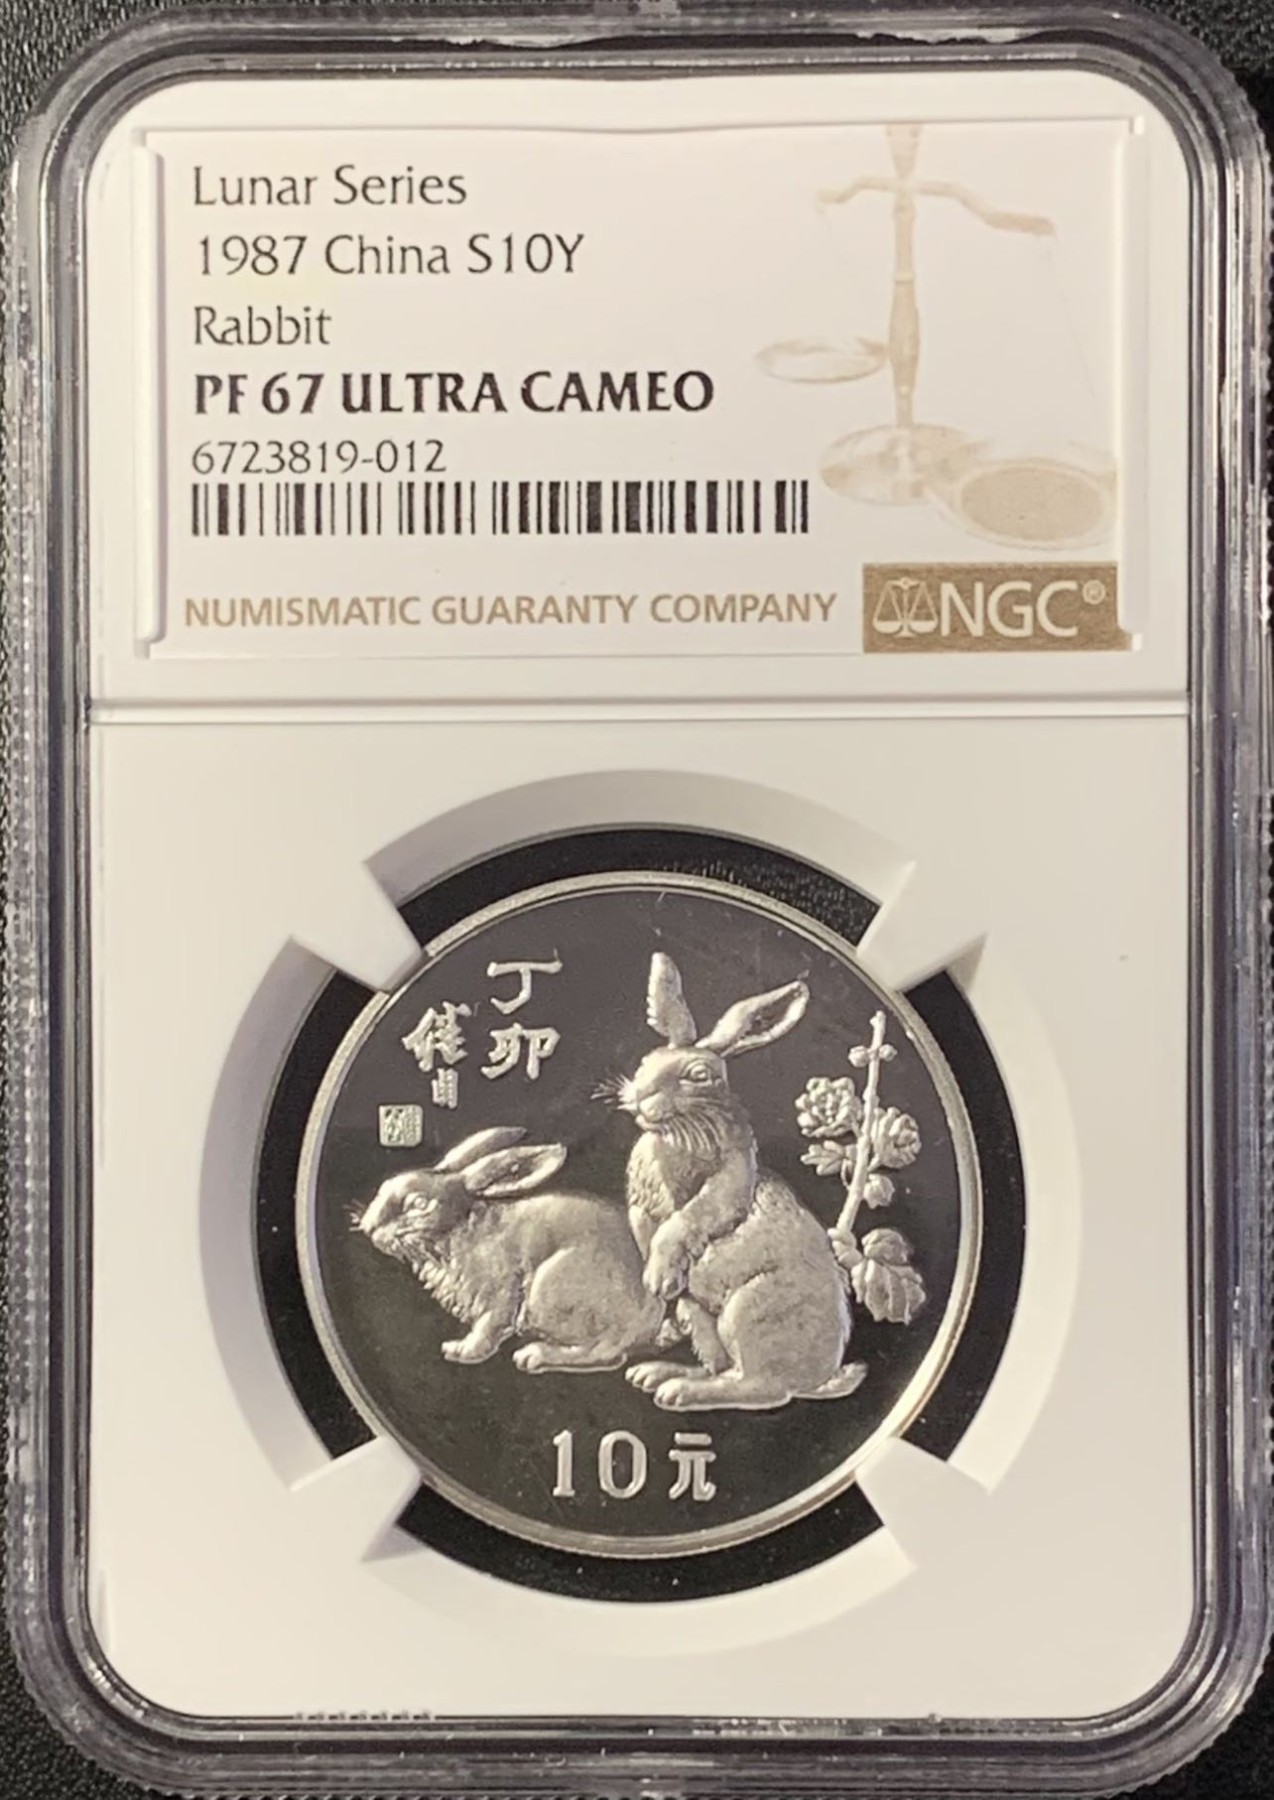 Lunar Series
1987 China S10Y
Rabbit
PF 67 ULTRA CAMEO
6723819-012
NUMISMATIC GUARANTY COMPANY
NGC®
丁卯
10元